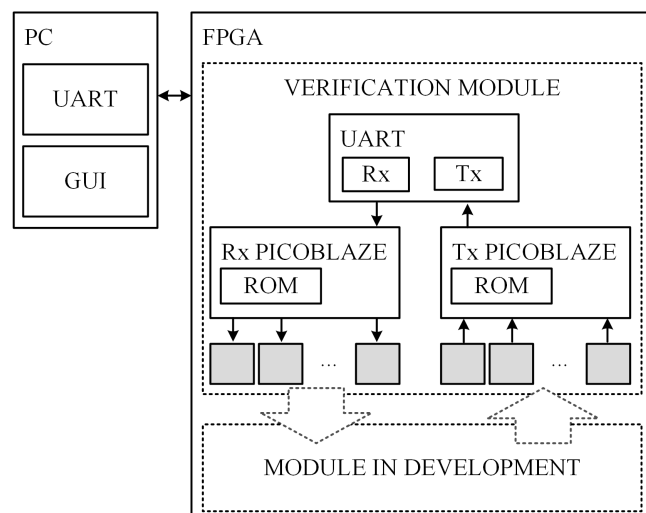 PC
UART
GUI
FPGA
VERIFICATION MODULE
UART
Rx
Tx
Rx PICOBLAZE
ROM
Tx PICOBLAZE
ROM
...
...
MODULE IN DEVELOPMENT